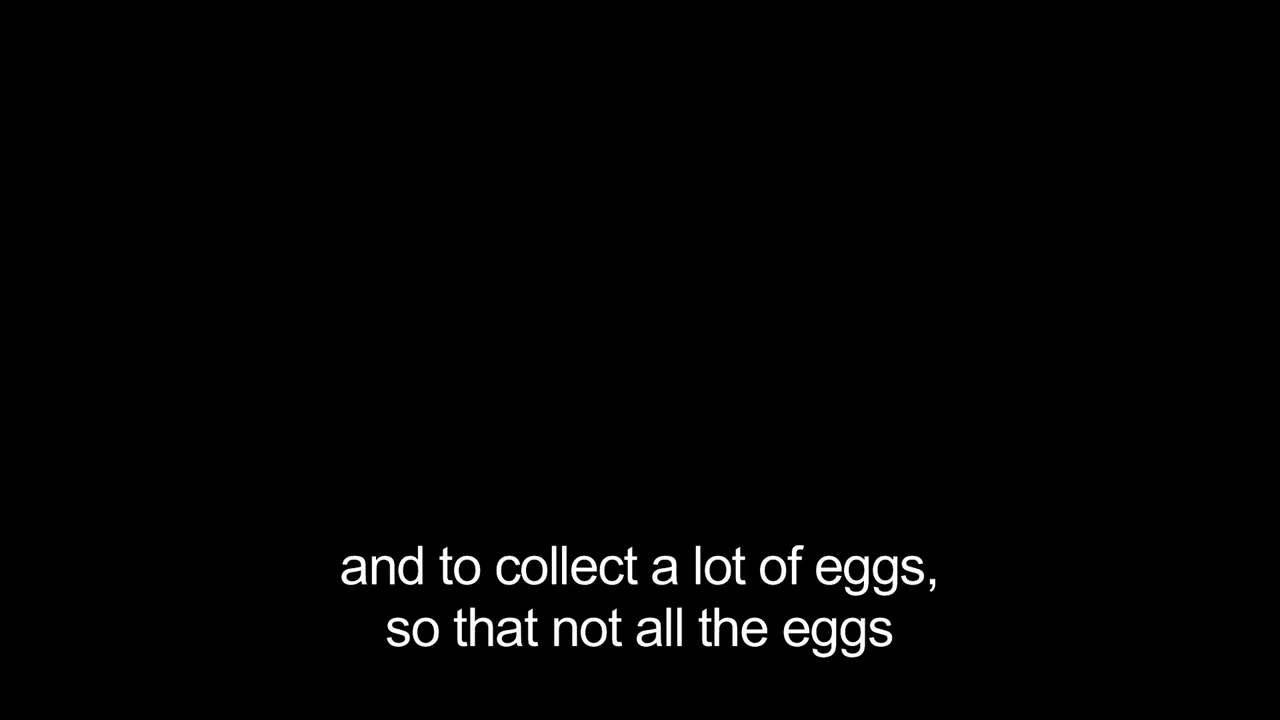 and to collect a lot of eggs,
so that not all the eggs